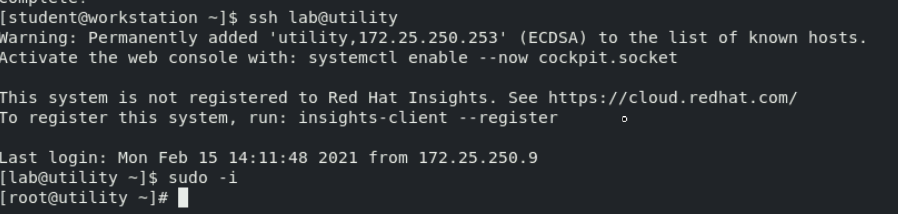 complete!
[student@workstation ~]$ ssh lab@utility
Warning: Permanently added 'utility,172.25.250.253' (ECDSA) to the list of known hosts.
Activate the web console with: systemctl enable --now cockpit.socket
This system is not registered to Red Hat Insights. See https://cloud.redhat.com/
To register this system, run: insights-client --register
Last login: Mon Feb 15 14:11:48 2021 from 172.25.250.9
[lab@utility ~]$ sudo -i
[root@utility ~]#